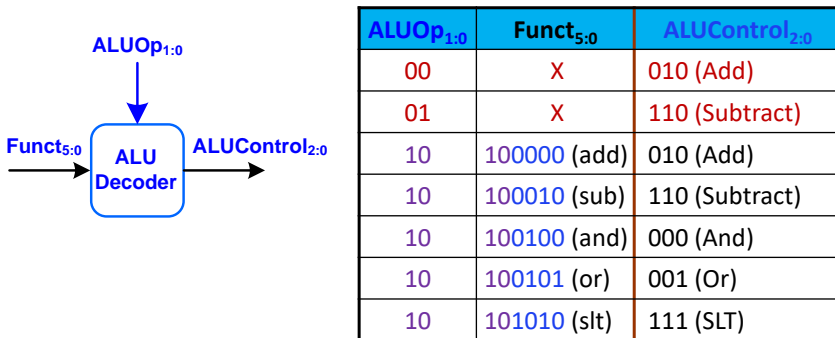 ALUOp1:0
Funct5:0
ALU
Decoder
ALUControl2:0
ALUOp1:0 Funct5:0 ALUControl2:0
00 X 010 (Add)
01 X 110 (Subtract)
10 100000 (add) 010 (Add)
10 100010 (sub) 110 (Subtract)
10 100100 (and) 000 (And)
10 100101 (or) 001 (Or)
10 101010 (slt) 111 (SLT)